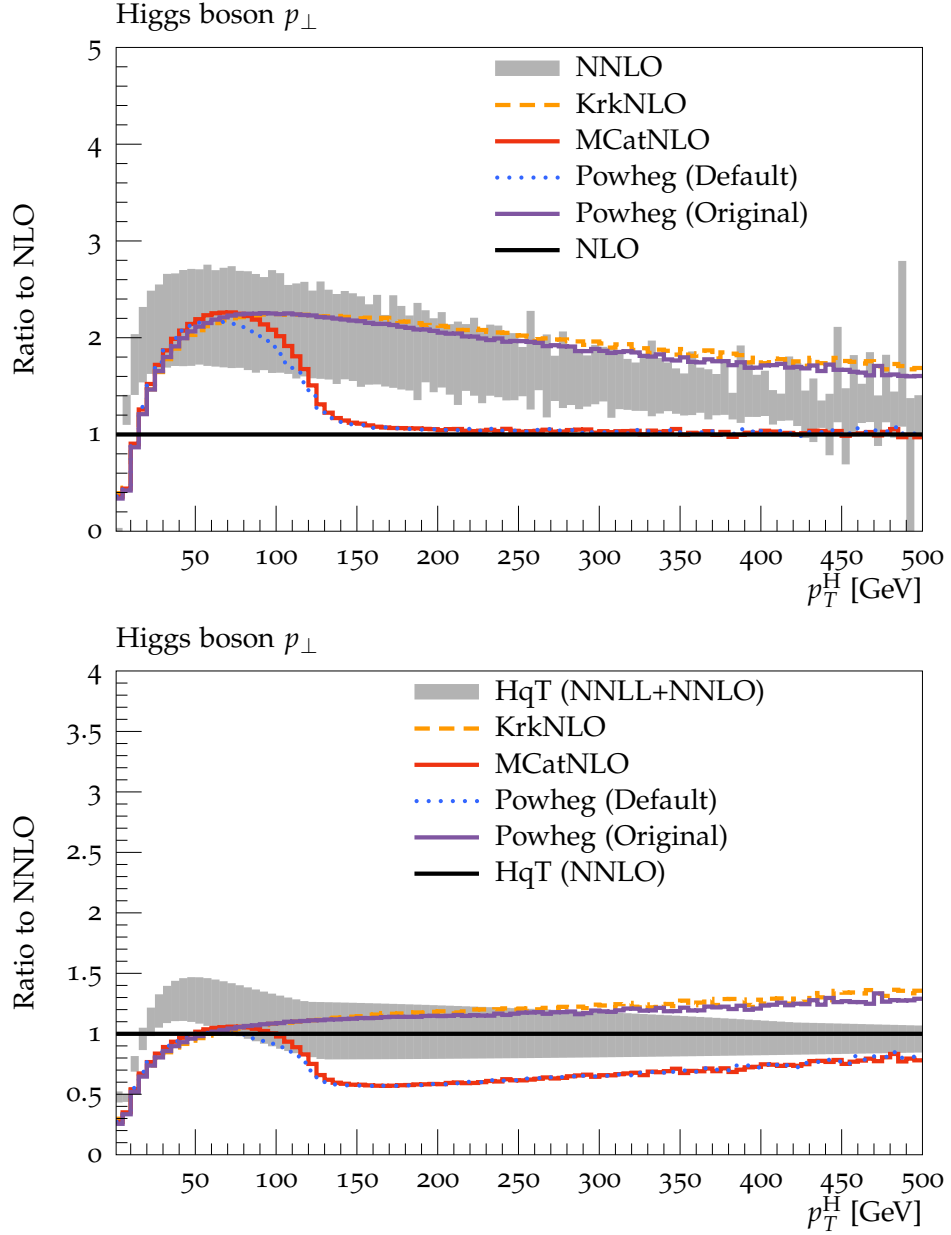 Higgs boson p⊥
5
4
3
2
1
0
Ratio to NLO
NNLO
KrkNLO
MCatNLO
Powheg (Default)
Powheg (Original)
NLO
50 100 150 200 250 300 350 400 450 500
p_T^H [GeV]
Higgs boson p⊥
4
3.5
3
2.5
2
1.5
1
0.5
0
Ratio to NNLO
HqT (NNLL+NNLO)
KrkNLO
MCatNLO
Powheg (Default)
Powheg (Original)
HqT (NNLO)
50 100 150 200 250 300 350 400 450 500
p_T^H [GeV]